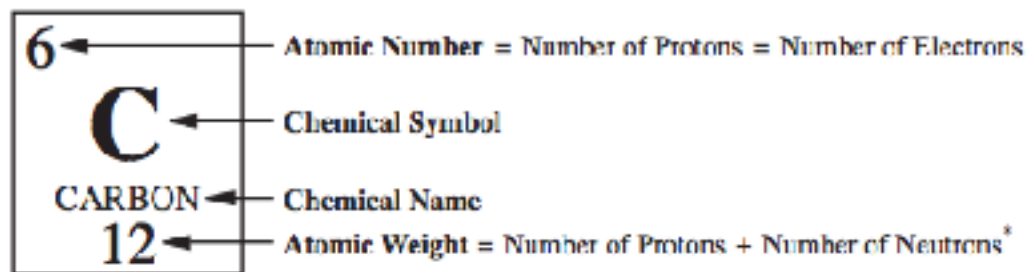 6 Atomic Number = Number of Protons = Number of Electrons
C Chemical Symbol
CARBON Chemical Name
12 Atomic Weight = Number of Protons + Number of Neutrons*